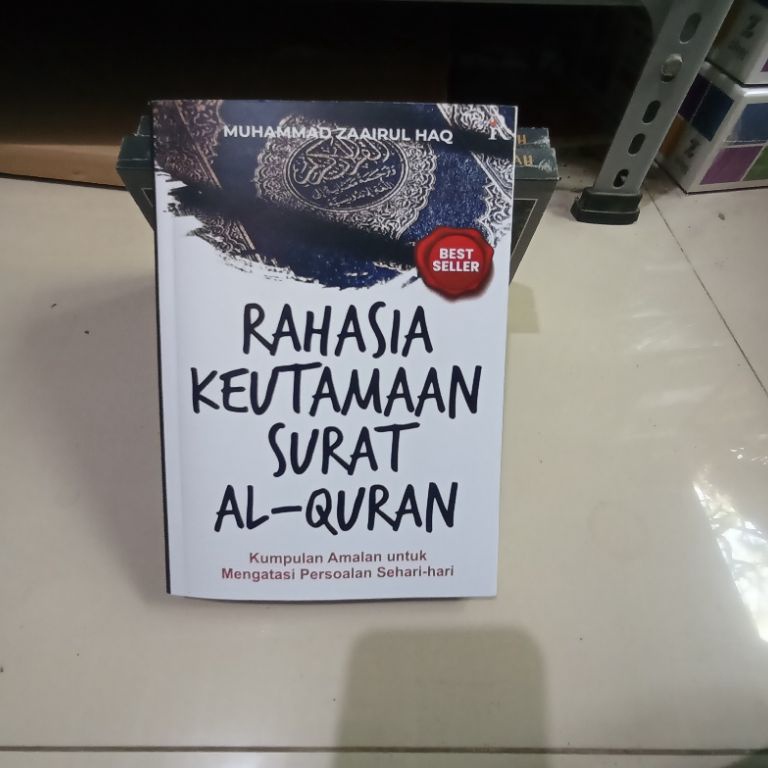 MUHAMMAD ZAAIRUL HAQ
BEST
SELLER
RAHASIA
KEUTAMAAN
SURAT
AL-QURAN
Kumpulan Amalan untuk
Mengatasi Persoalan Sehari-hari